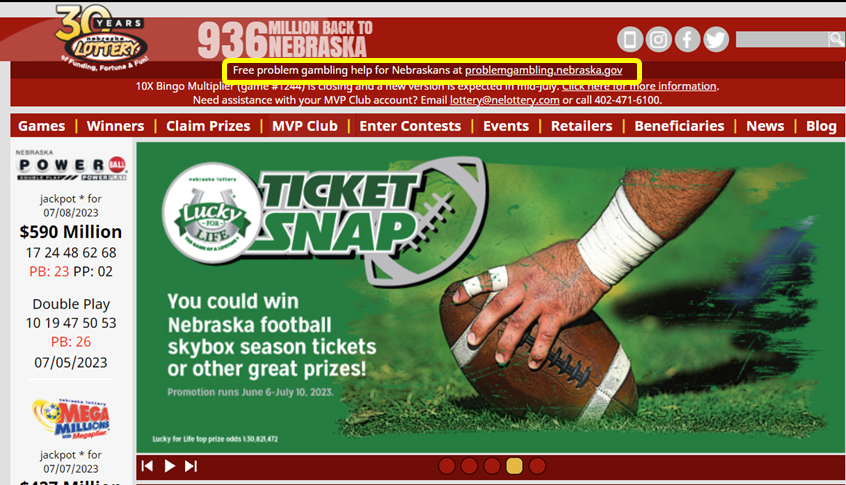 30 YEARS
nebraska
LOTTERY
of Funding, Fortune & Fun!
936 MILLION BACK TO
NEBRASKA
Free problem gambling help for Nebraskans at problemgambling.nebraska.gov
10X Bingo Multiplier (game #1244) is closing and a new version is expected in mid-july. Click here for more information.
Need assistance with your MVP Club account? Email lottery@nelottery.com or call 402-471-6100.
Games | Winners | Claim Prizes | MVP Club | Enter Contests | Events | Retailers | Beneficiaries | News | Blog
NEBRASKA
POWERBALL
DOUBLE PLAY POWERPLAY
jackpot * for
07/08/2023
$590 Million
17 24 48 62 68
PB: 23 PP: 02
Double Play
10 19 47 50 53
PB: 26
07/05/2023
nebraska lottery
MEGA
MILLIONS
with Megaplier
jackpot * for
07/07/2023
$427 Million
nebraska lottery
Lucky
FOR
LIFE
THE GAME OF A LIFETIME
TICKET
SNAP
You could win
Nebraska football
skybox season tickets
or other great prizes!
Promotion runs June 6-July 10, 2023.
Lucky for Life top prize odds 1:30,821,472